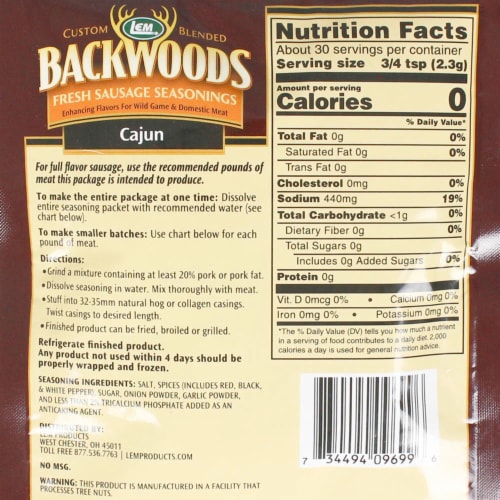 CUSTOM LEM BLENDED
BACKWOODS
FRESH SAUSAGE SEASONINGS
Enhancing Flavors For Wild Game & Domestic Meat
Cajun
For full flavor sausage, use the recommended pounds of
meat this package is intended to produce.
To make the entire package at one time: Dissolve
entire seasoning packet with recommended water (see
chart below).
To make smaller batches: Use chart below for each
pound of meat.
Directions:
•Grind a mixture containing at least 20% pork or pork fat.
•Dissolve seasoning in water. Mix thoroughly with meat.
•Stuff into 32-35mm natural hog or collagen casings.
Twist casings to desired length.
•Finished product can be fried, broiled or grilled.
Refrigerate finished product.
Any product not used within 4 days should be
properly wrapped and frozen.
SEASONING INGREDIENTS: SALT, SPICES (INCLUDES RED, BLACK,
& WHITE PEPPER), SUGAR, ONION POWDER, GARLIC POWDER,
AND LESS THAN 2% TRICALCIUM PHOSPHATE ADDED AS AN
ANTICAKING AGENT.
DISTRIBUTED BY:
LEM PRODUCTS
WEST CHESTER, OH 45011
TOLL FREE 877.536.7763 | LEMPRODUCTS.COM
NO MSG.
WARNING: THIS PRODUCT IS MANUFACTURED IN A FACILITY THAT
PROCESSES TREE NUTS.
Nutrition Facts
About 30 servings per container
Serving size 3/4 tsp (2.3g)
Amount per serving
Calories 0
% Daily Value*
Total Fat 0g 0%
Saturated Fat 0g 0%
Trans Fat 0g
Cholesterol 0mg 0%
Sodium 440mg 19%
Total Carbohydrate <1g 0%
Dietary Fiber 0g 0%
Total Sugars 0g
Includes 0g Added Sugars 0%
Protein 0g
Vit. D 0mcg 0% • Calcium 0mg 0%
Iron 0mg 0% • Potassium 0mg 0%
*The % Daily Value (DV) tells you how much a nutrient
in a serving of food contributes to a daily diet. 2,000
calories a day is used for general nutrition advice.
7 34494 09699 6